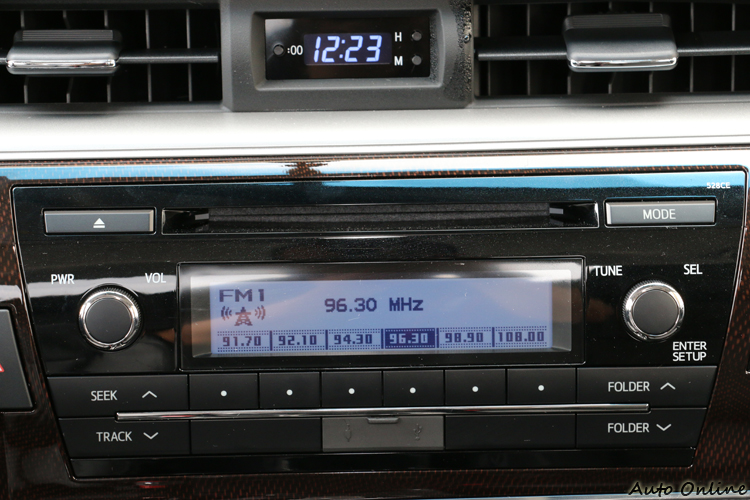 :00 12:23 H
M
528CE
MODE
PWR VOL TUNE SEL
FM1
96.30 MHz
91.70 92.10 94.30 96.30 98.90 108.00
ENTER
SETUP
SEEK FOLDER
TRACK FOLDER
Auto Online